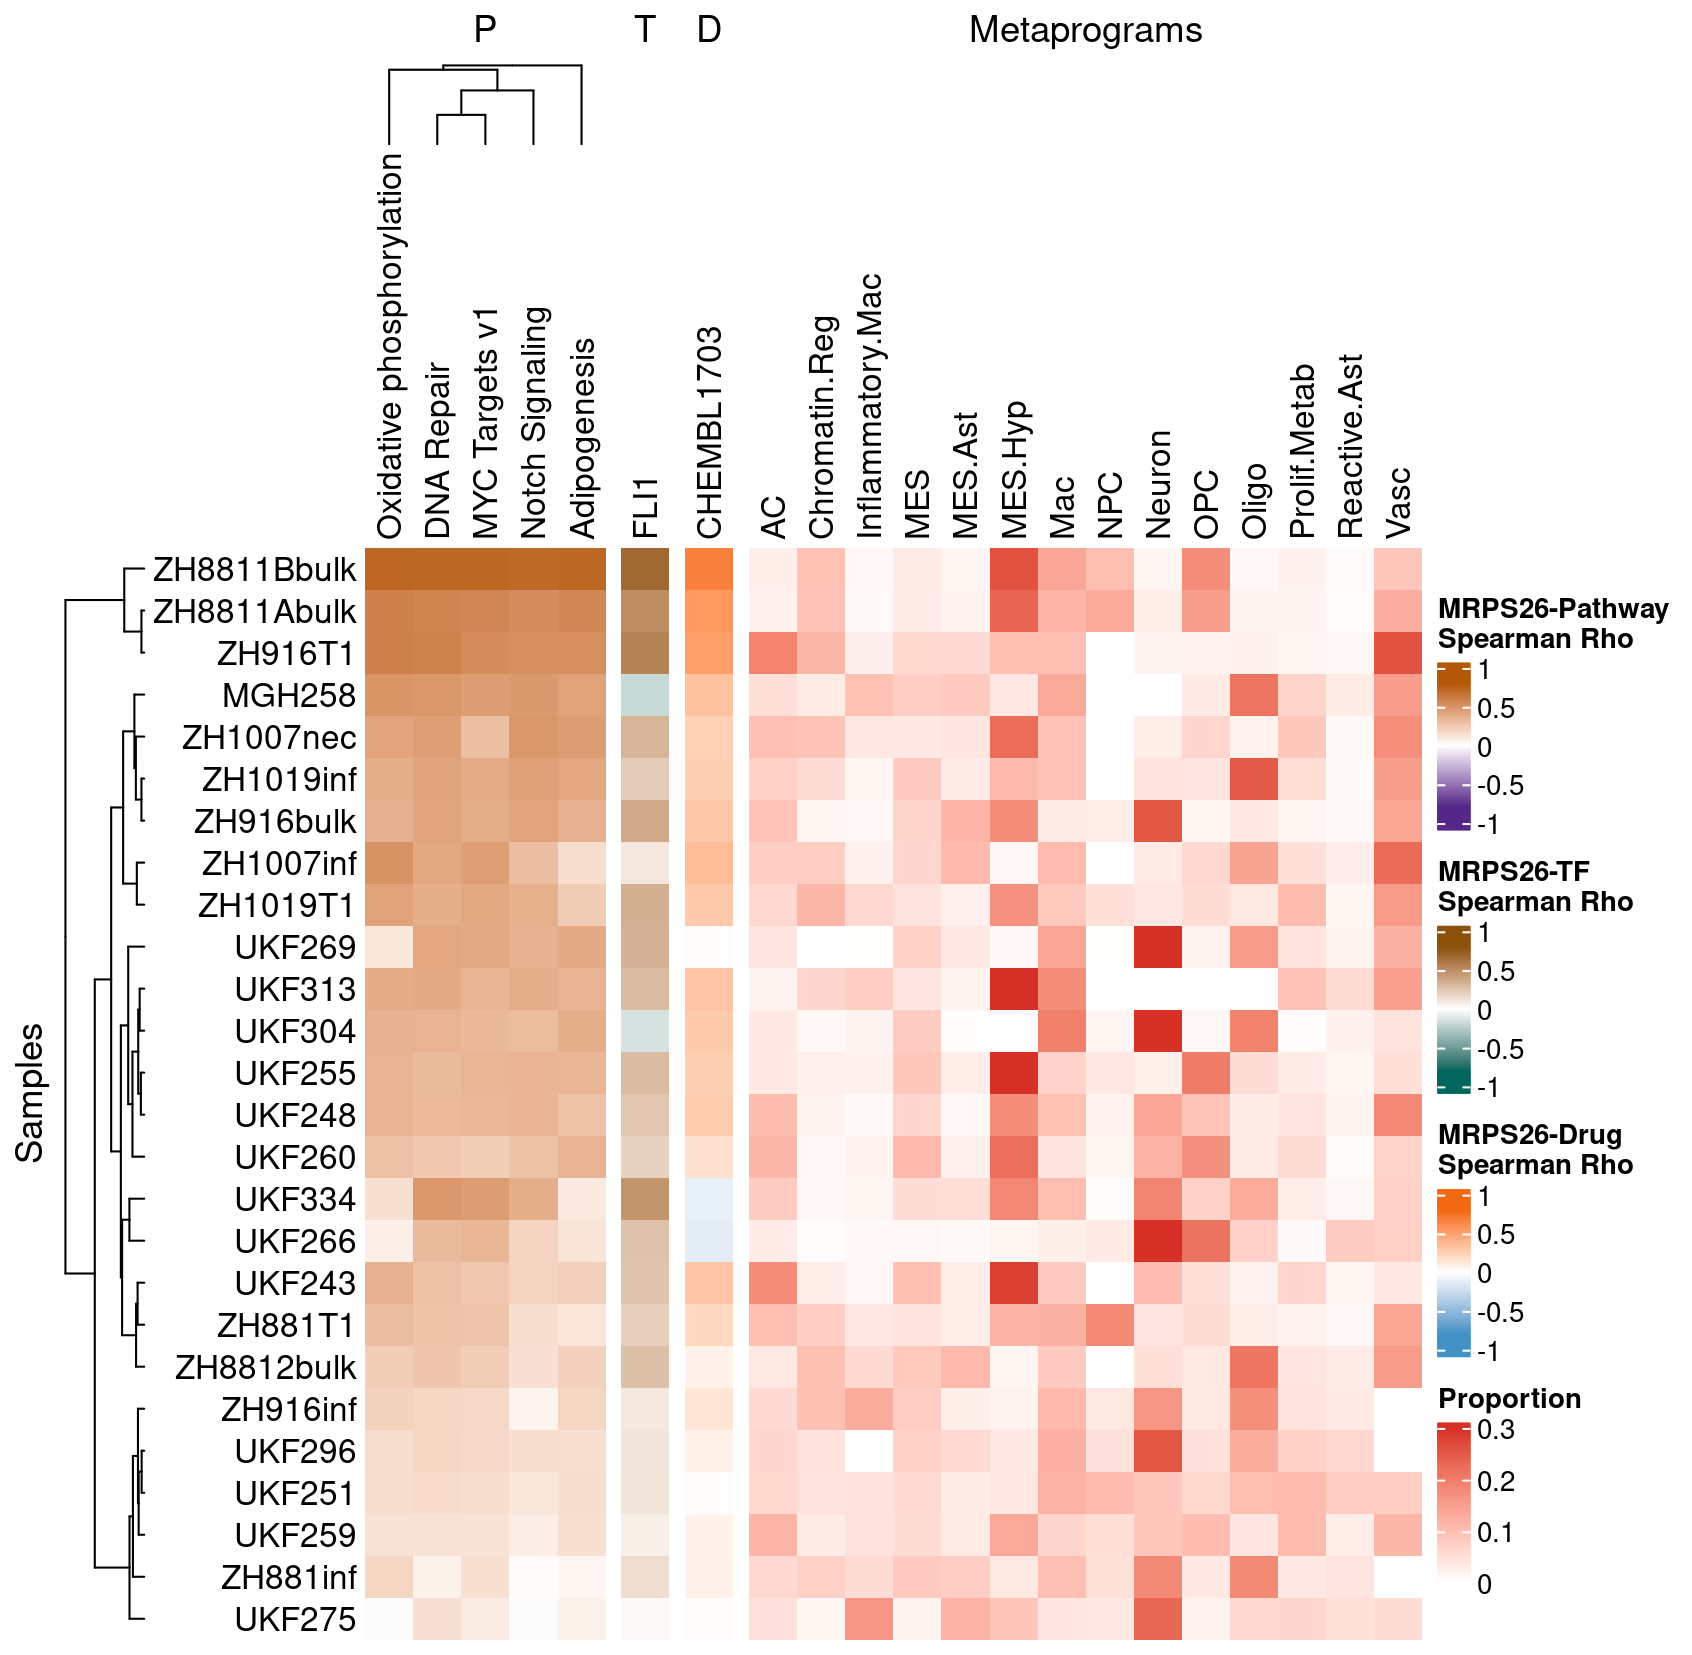 P T D Metaprograms
Oxidative phosphorylation
DNA Repair
MYC Targets v1
Notch Signaling
Adipogenesis
FLI1
CHEMBL1703
AC
Chromatin.Reg
Inflammatory.Mac
MES
MES.Ast
MES.Hyp
Mac
NPC
Neuron
OPC
Oligo
Prolif.Metab
Reactive.Ast
Vasc
Samples
ZH8811Bbulk
ZH8811Abulk
ZH916T1
MGH258
ZH1007nec
ZH1019inf
ZH916bulk
ZH1007inf
ZH1019T1
UKF269
UKF313
UKF304
UKF255
UKF248
UKF260
UKF334
UKF266
UKF243
ZH881T1
ZH8812bulk
ZH916inf
UKF296
UKF251
UKF259
ZH881inf
UKF275
MRPS26-Pathway
Spearman Rho
1
0.5
0
-0.5
-1
MRPS26-TF
Spearman Rho
1
0.5
0
-0.5
-1
MRPS26-Drug
Spearman Rho
1
0.5
0
-0.5
-1
Proportion
0.3
0.2
0.1
0